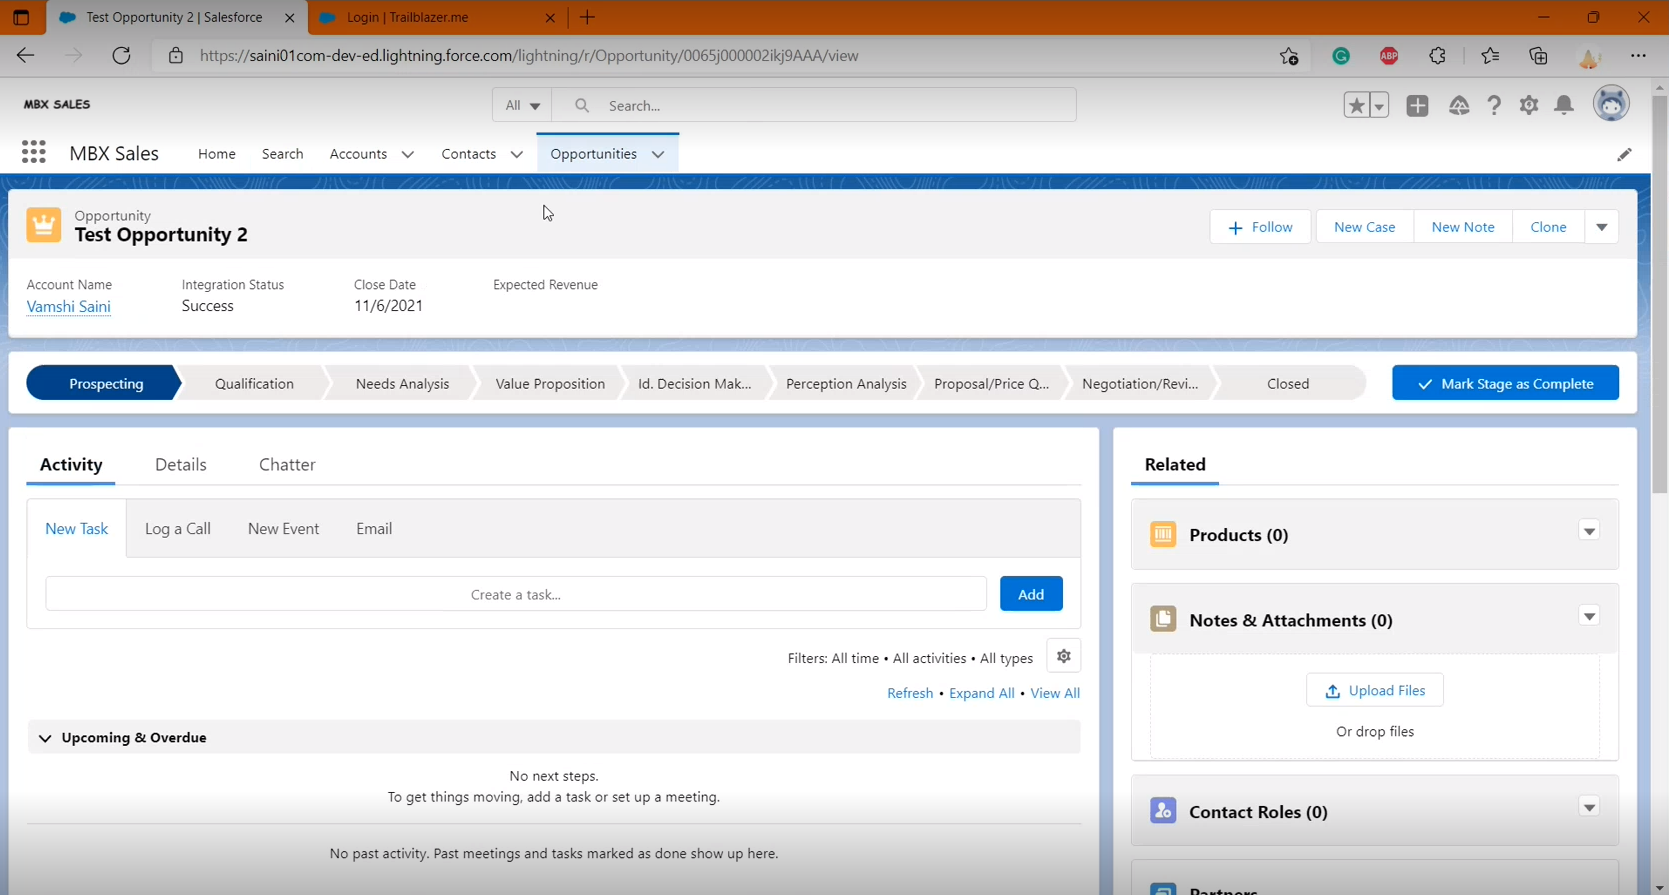 Test Opportunity 2 | Salesforce
Login | Trailblazer.me
https://saini01com-dev-ed.lightning.force.com/lightning/r/Opportunity/0065j000002ikj9AAA/view
ABP
MBX SALES
All
Search...
MBX Sales
Home
Search
Accounts
Contacts
Opportunities
Opportunity
Test Opportunity 2
Follow
New Case
New Note
Clone
Account Name
Vamshi Saini
Integration Status
Success
Close Date
11/6/2021
Expected Revenue
Prospecting
Qualification
Needs Analysis
Value Proposition
Id. Decision Mak...
Perception Analysis
Proposal/Price Q...
Negotiation/Revi...
Closed
Mark Stage as Complete
Activity
Details
Chatter
New Task
Log a Call
New Event
Email
Create a task...
Add
Filters: All time • All activities • All types
Refresh • Expand All • View All
Upcoming & Overdue
No next steps.
To get things moving, add a task or set up a meeting.
No past activity. Past meetings and tasks marked as done show up here.
Related
Products (0)
Notes & Attachments (0)
Upload Files
Or drop files
Contact Roles (0)
Partners